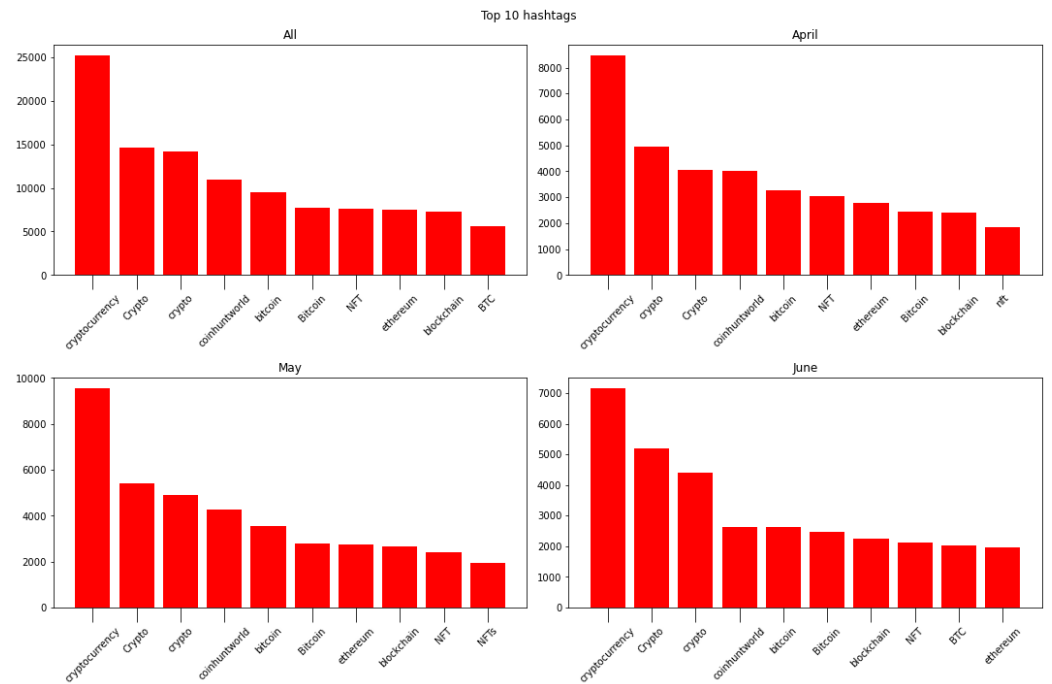 Top 10 hashtags
All
25000
20000
15000
10000
5000
0
cryptocurrency
Crypto
crypto
coinhuntworld
bitcoin
Bitcoin
NFT
ethereum
blockchain
BTC
April
8000
7000
6000
5000
4000
3000
2000
1000
0
cryptocurrency
crypto
Crypto
coinhuntworld
bitcoin
NFT
ethereum
Bitcoin
blockchain
nft
May
10000
8000
6000
4000
2000
0
cryptocurrency
Crypto
crypto
coinhuntworld
bitcoin
Bitcoin
ethereum
blockchain
NFT
NFTs
June
7000
6000
5000
4000
3000
2000
1000
0
cryptocurrency
Crypto
crypto
coinhuntworld
bitcoin
Bitcoin
blockchain
NFT
BTC
ethereum